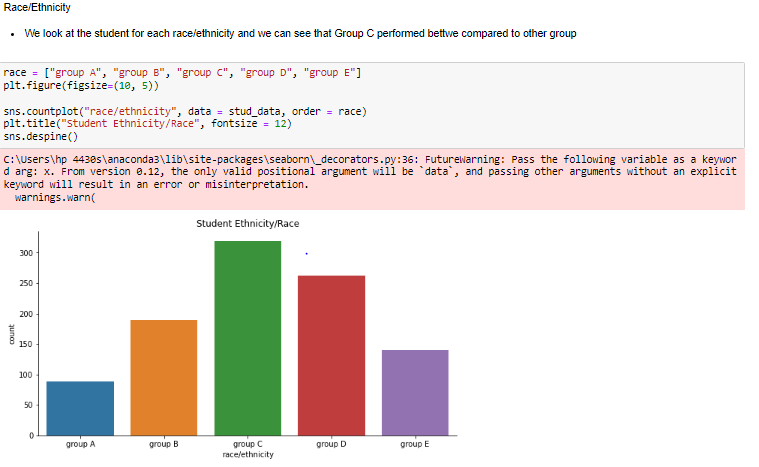 Race/Ethnicity
• We look at the student for each race/ethnicity and we can see that Group C performed bettwe compared to other group
race = ["group A", "group B", "group C", "group D", "group E"]
plt.figure(figsize=(10, 5))
sns.countplot("race/ethnicity", data = stud_data, order = race)
plt.title("Student Ethnicity/Race", fontsize = 12)
sns.despine()
C:\Users\hp 4430s\anaconda3\lib\site-packages\seaborn\_decorators.py:36: FutureWarning: Pass the following variable as a keywor
d arg: x. From version 0.12, the only valid positional argument will be `data`, and passing other arguments without an explicit
keyword will result in an error or misinterpretation.
warnings.warn(
Student Ethnicity/Race
300
250
200
150
100
50
0
count
group A group B group C group D group E
race/ethnicity